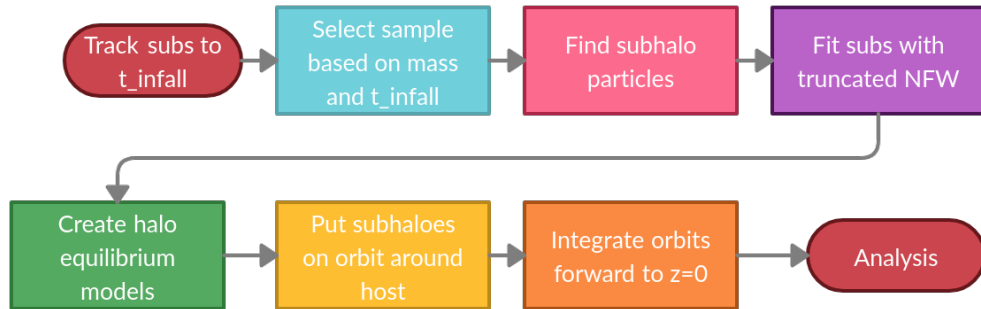 Track subs to
t_infall
Select sample
based on mass
and t_infall
Find subhalo
particles
Fit subs with
truncated NFW
Create halo
equilibrium
models
Put subhaloes
on orbit around
host
Integrate orbits
forward to z=0
Analysis